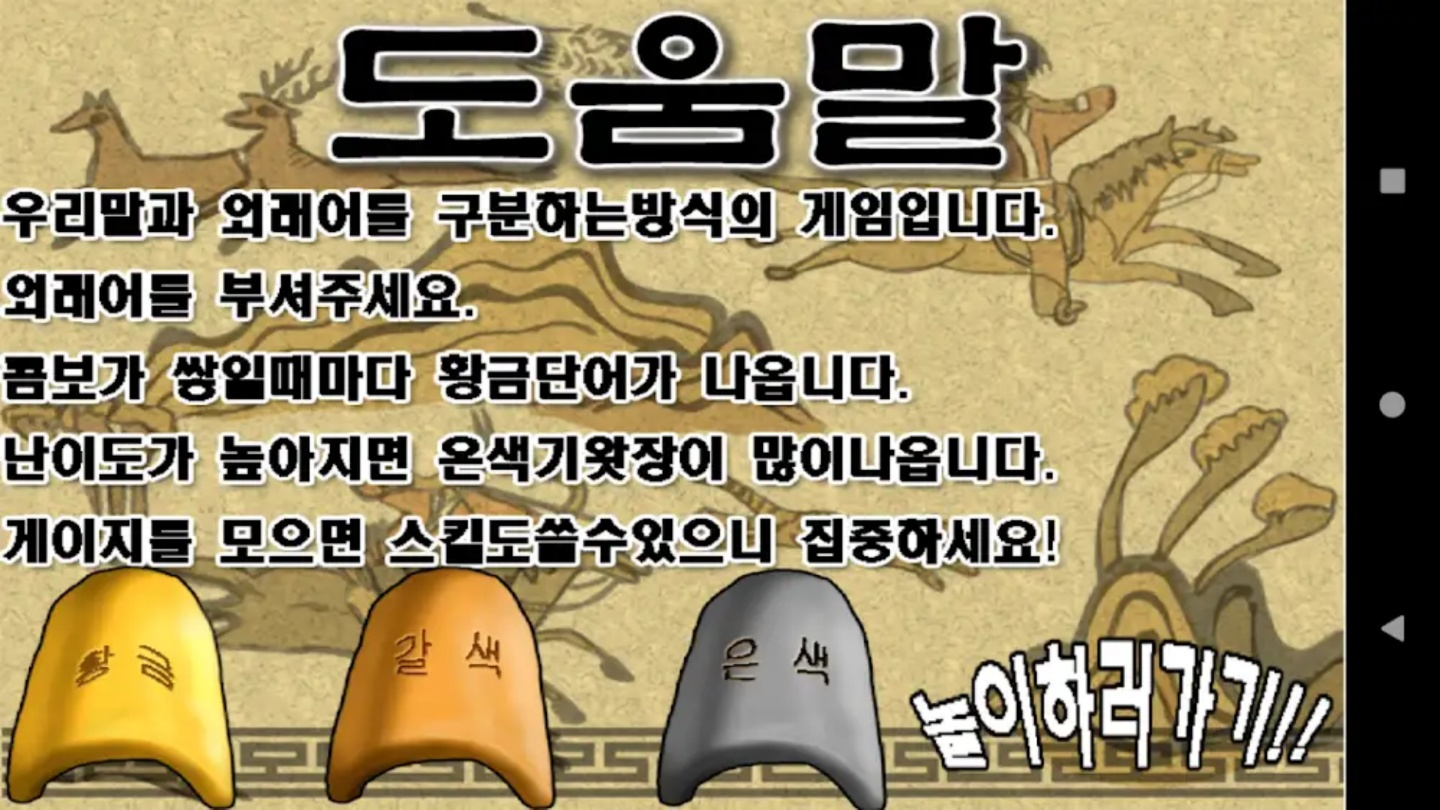 도움말
우리말과 외래어들 구분하는방식의 게임입니다.
외래어들 부셔주세요.
콤보가 쌓일때마다 황금단어가 나옵니다.
난이도가 높아지면 은색기왓장이 많이나옵니다.
게이지들 모으면 스킬도쓸수있으니 집중하세요!
황금
갈색
은색
놀이하러가기!!